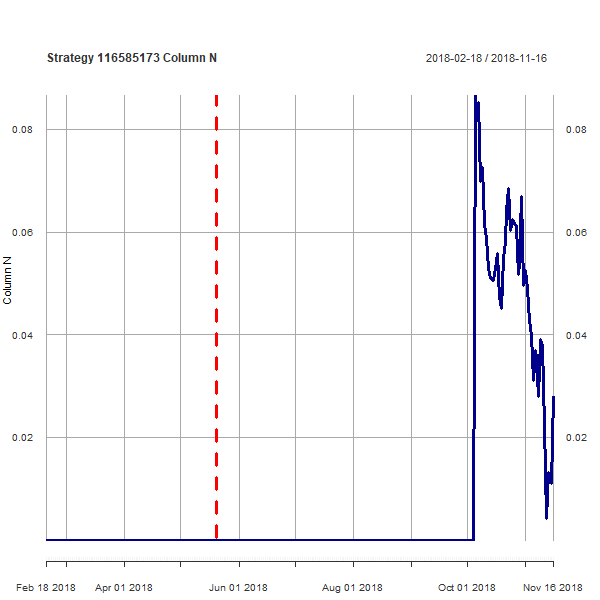 Strategy 116585173 Column N
2018-02-18 / 2018-11-16
0.08
0.08
0.06
0.06
Column N
0.04
0.04
0.02
0.02
Feb 18 2018
Apr 01 2018
Jun 01 2018
Aug 01 2018
Oct 01 2018
Nov 16 2018